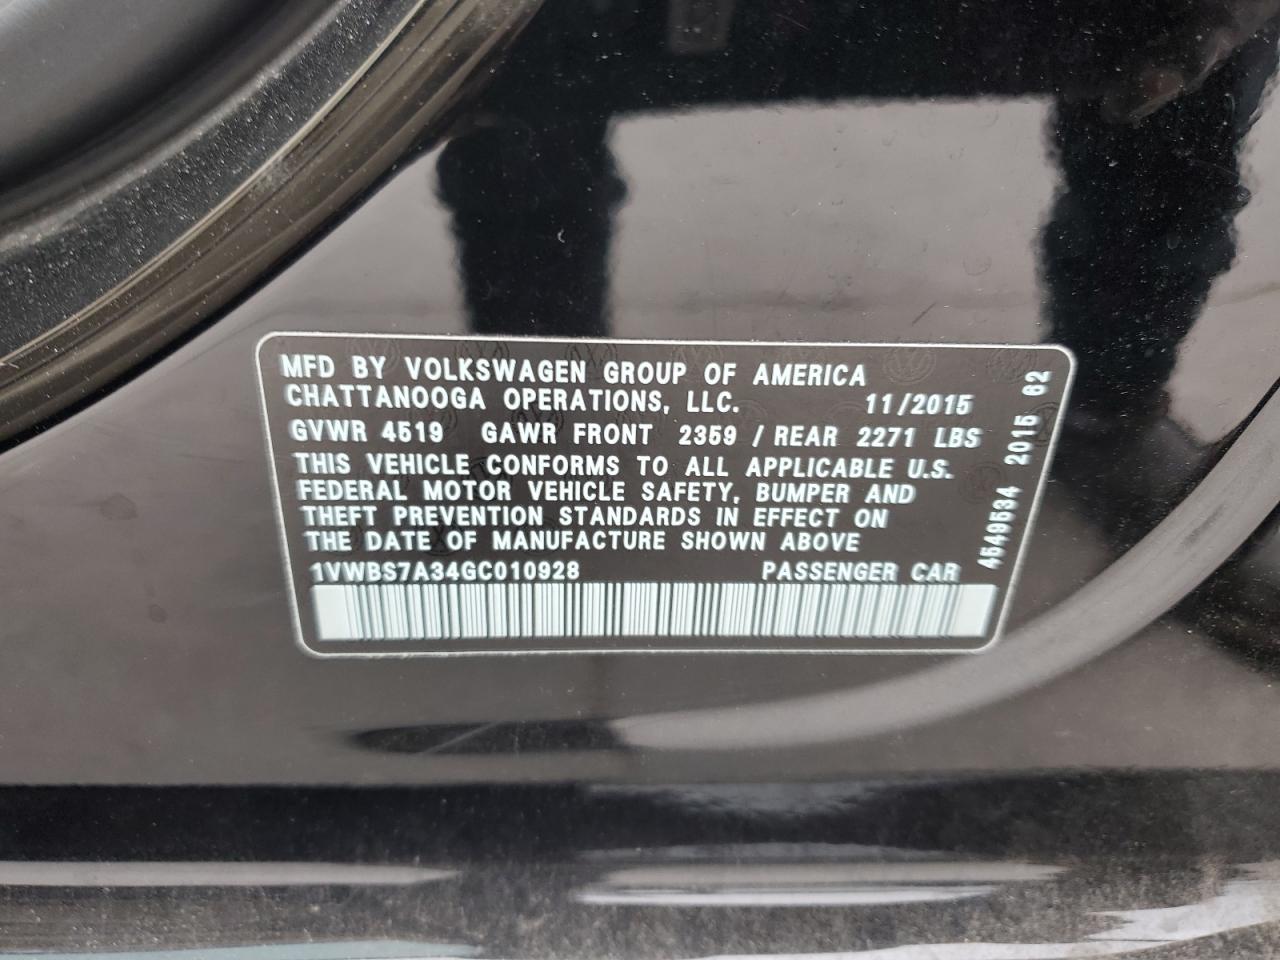 MFD BY VOLKSWAGEN GROUP OF AMERICA
CHATTANOOGA OPERATIONS, LLC. 11/2015
GVWR 4519 GAWR FRONT 2359 / REAR 2271 LBS
THIS VEHICLE CONFORMS TO ALL APPLICABLE U.S.
FEDERAL MOTOR VEHICLE SAFETY, BUMPER AND
THEFT PREVENTION STANDARDS IN EFFECT ON
THE DATE OF MANUFACTURE SHOWN ABOVE
1VWBS7A34GC010928 PASSENGER CAR
4549534 2015 62